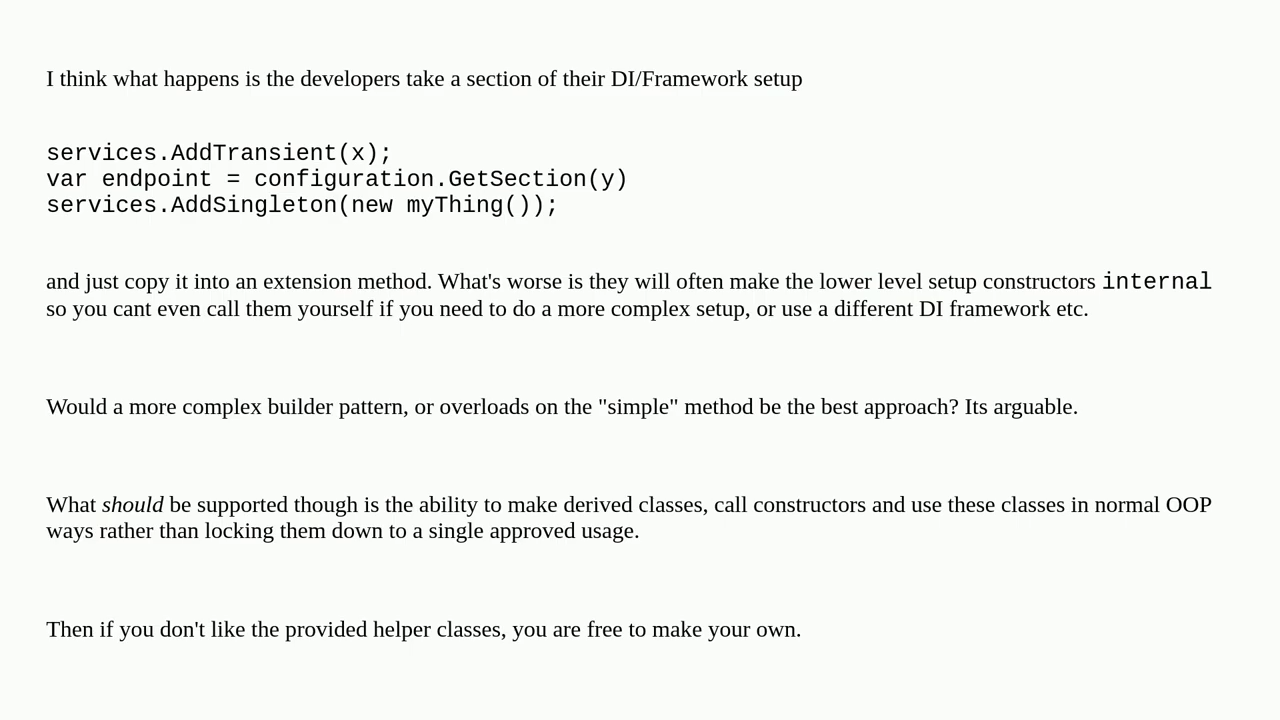 I think what happens is the developers take a section of their DI/Framework setup
services.AddTransient(x);
var endpoint = configuration.GetSection(y)
services.AddSingleton(new myThing());
and just copy it into an extension method. What's worse is they will often make the lower level setup constructors internal
so you cant even call them yourself if you need to do a more complex setup, or use a different DI framework etc.
Would a more complex builder pattern, or overloads on the "simple" method be the best approach? Its arguable.
What should be supported though is the ability to make derived classes, call constructors and use these classes in normal OOP
ways rather than locking them down to a single approved usage.
Then if you don't like the provided helper classes, you are free to make your own.